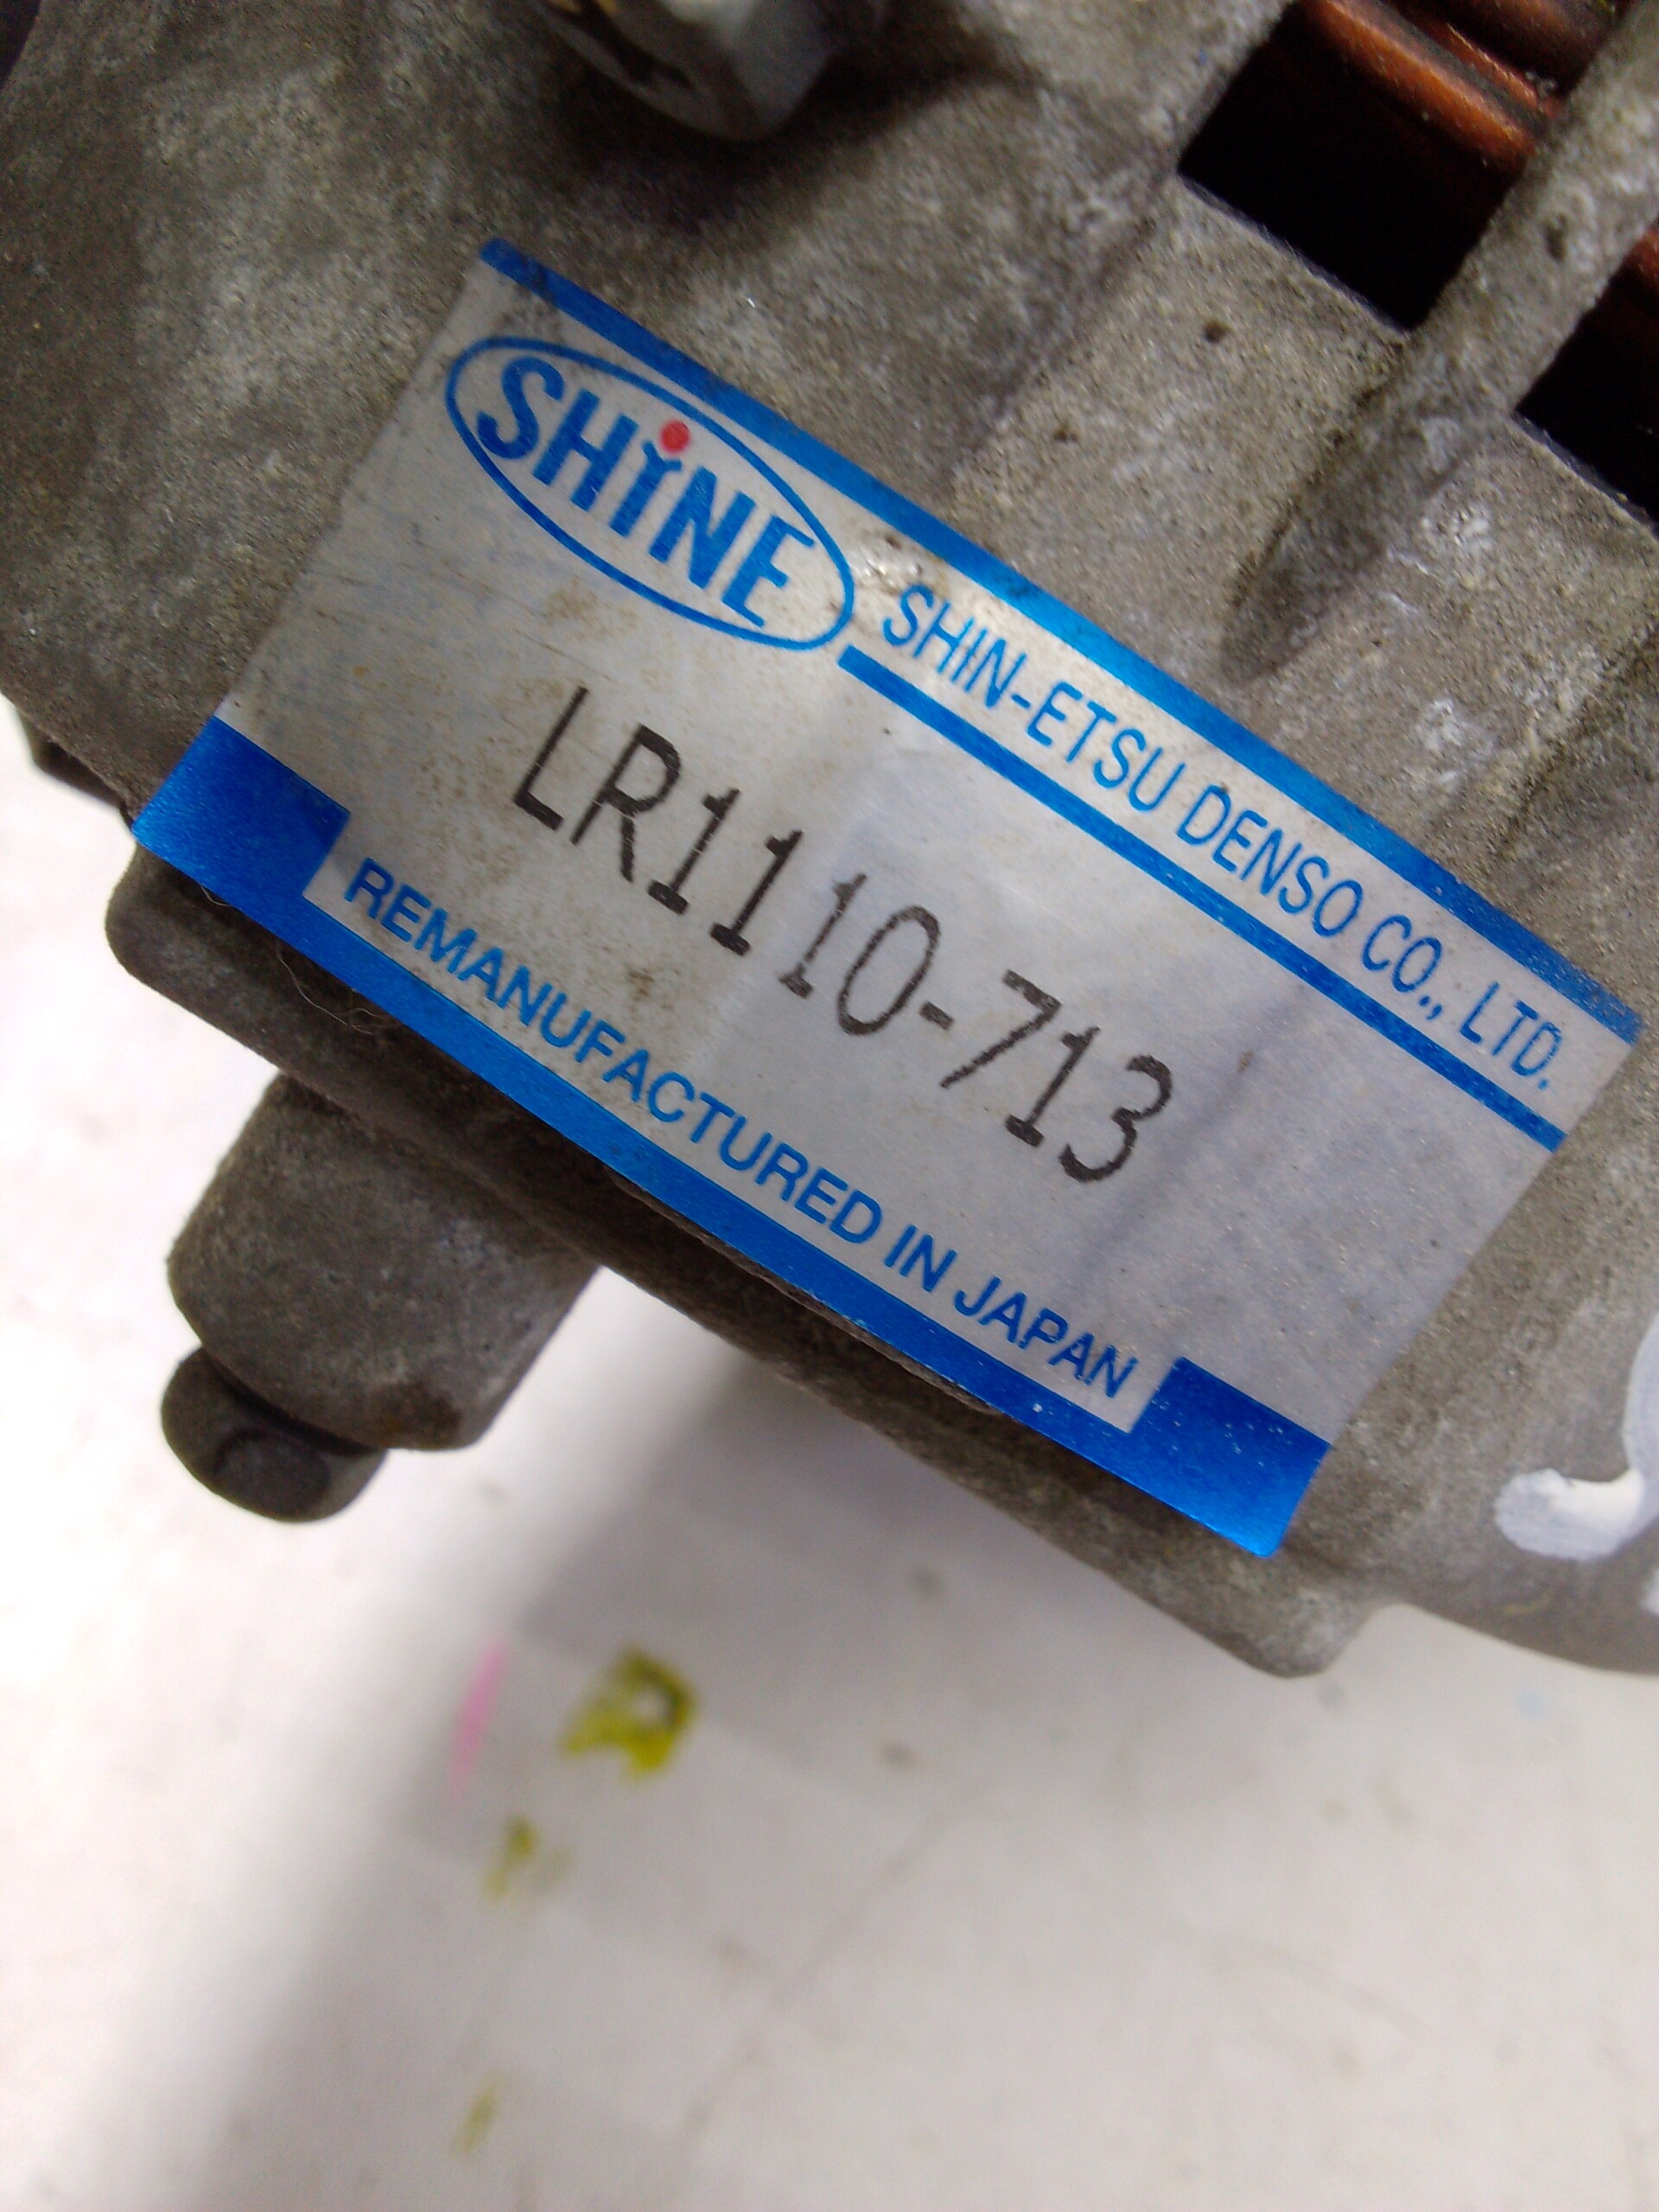 SHiNE
SHIN-ETSU DENSO CO., LTD.
LR1110-713
REMANUFACTURED IN JAPAN